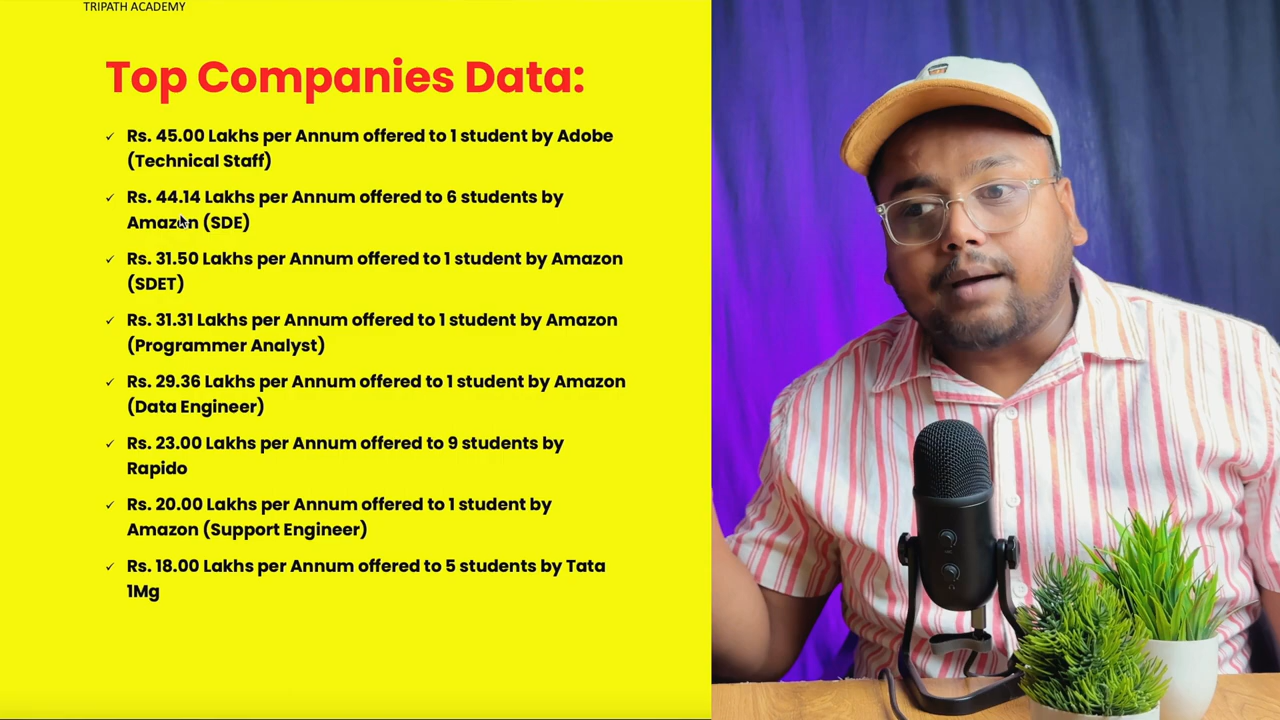 TRIPATH ACADEMY
Top Companies Data:
✓ Rs. 45.00 Lakhs per Annum offered to 1 student by Adobe
(Technical Staff)
✓ Rs. 44.14 Lakhs per Annum offered to 6 students by
Amazon (SDE)
✓ Rs. 31.50 Lakhs per Annum offered to 1 student by Amazon
(SDET)
✓ Rs. 31.31 Lakhs per Annum offered to 1 student by Amazon
(Programmer Analyst)
✓ Rs. 29.36 Lakhs per Annum offered to 1 student by Amazon
(Data Engineer)
✓ Rs. 23.00 Lakhs per Annum offered to 9 students by
Rapido
✓ Rs. 20.00 Lakhs per Annum offered to 1 student by
Amazon (Support Engineer)
✓ Rs. 18.00 Lakhs per Annum offered to 5 students by Tata
1Mg